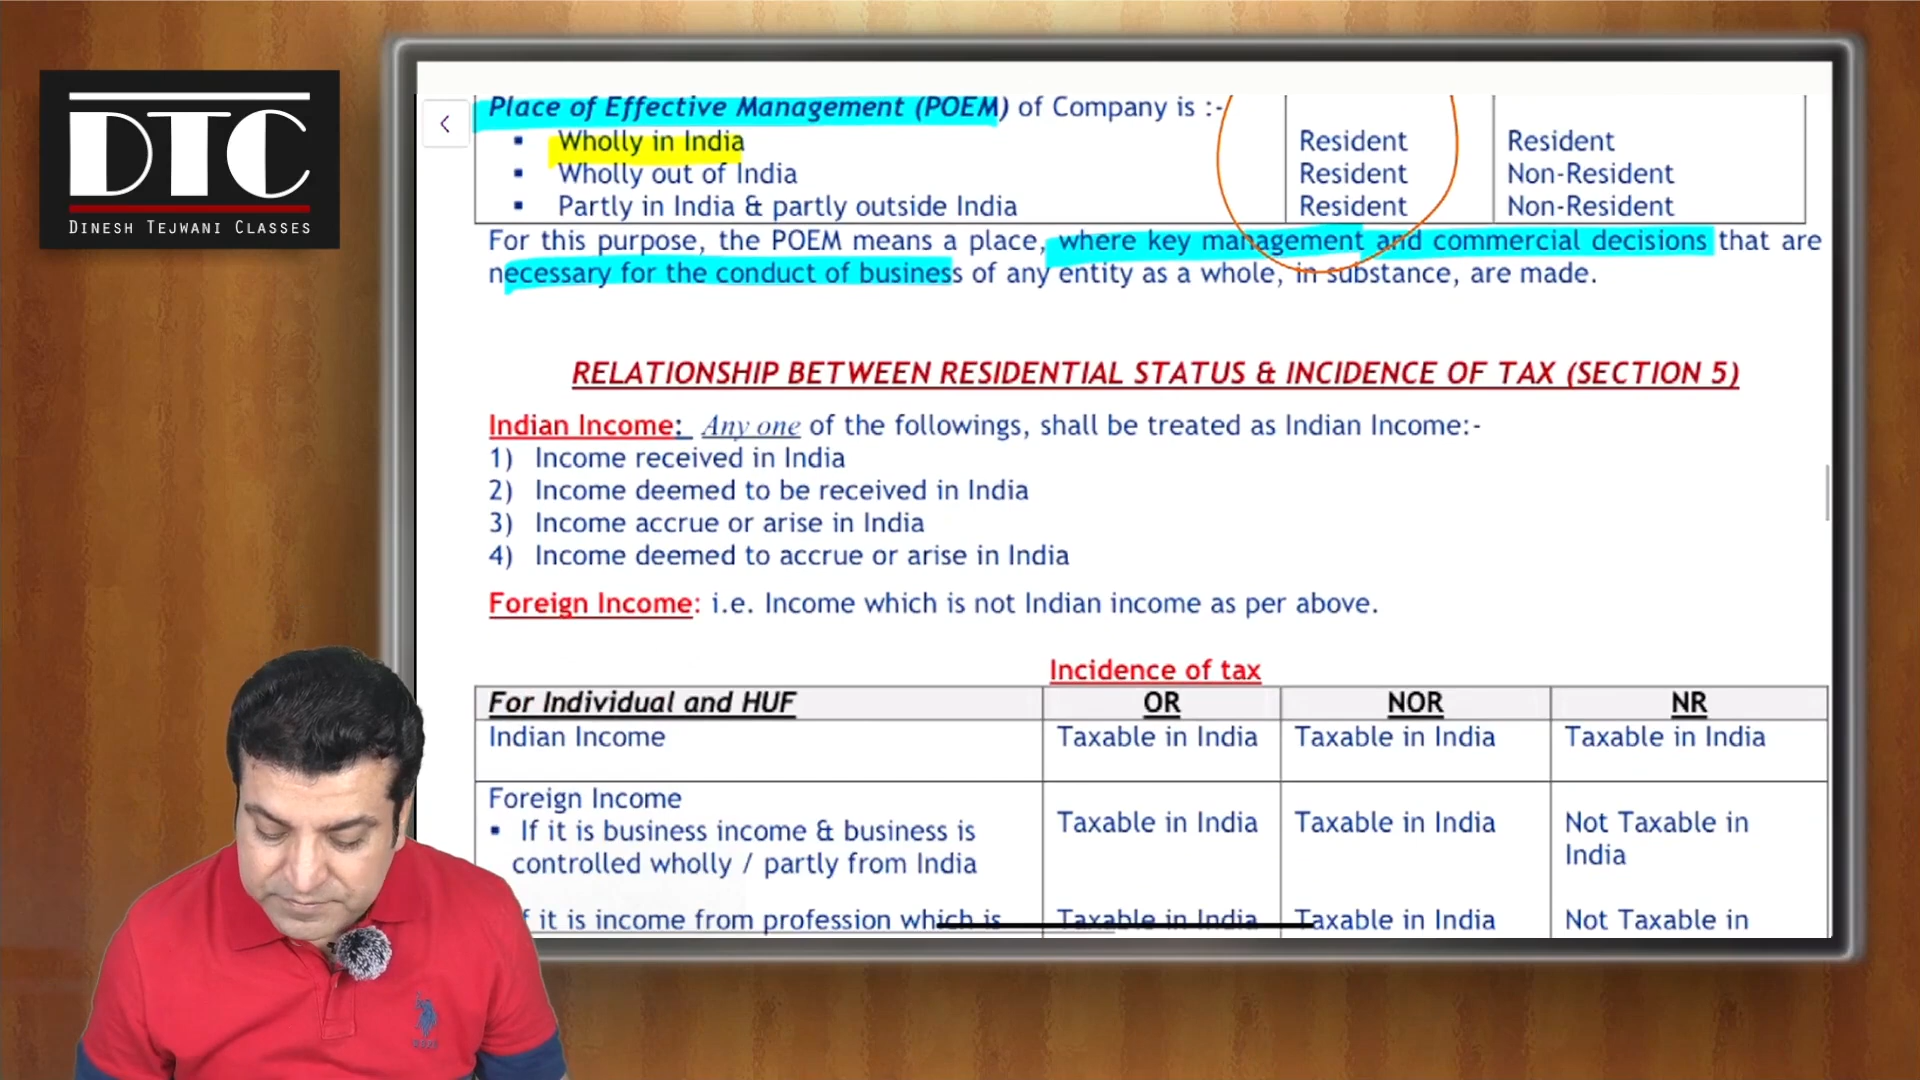 DTC
DINESH TEJWANI CLASSES
Place of Effective Management (POEM) of Company is :-
▪ Wholly in India Resident Resident
▪ Wholly out of India Resident Non-Resident
▪ Partly in India & partly outside India Resident Non-Resident
For this purpose, the POEM means a place, where key management and commercial decisions that are
necessary for the conduct of business of any entity as a whole, in substance, are made.
RELATIONSHIP BETWEEN RESIDENTIAL STATUS & INCIDENCE OF TAX (SECTION 5)
Indian Income: Any one of the followings, shall be treated as Indian Income:-
1) Income received in India
2) Income deemed to be received in India
3) Income accrue or arise in India
4) Income deemed to accrue or arise in India
Foreign Income: i.e. Income which is not Indian income as per above.
Incidence of tax
For Individual and HUF OR NOR NR
Indian Income Taxable in India Taxable in India Taxable in India
Foreign Income
▪ If it is business income & business is Taxable in India Taxable in India Not Taxable in
controlled wholly / partly from India India
f it is income from profession which is Taxable in India Taxable in India Not Taxable in